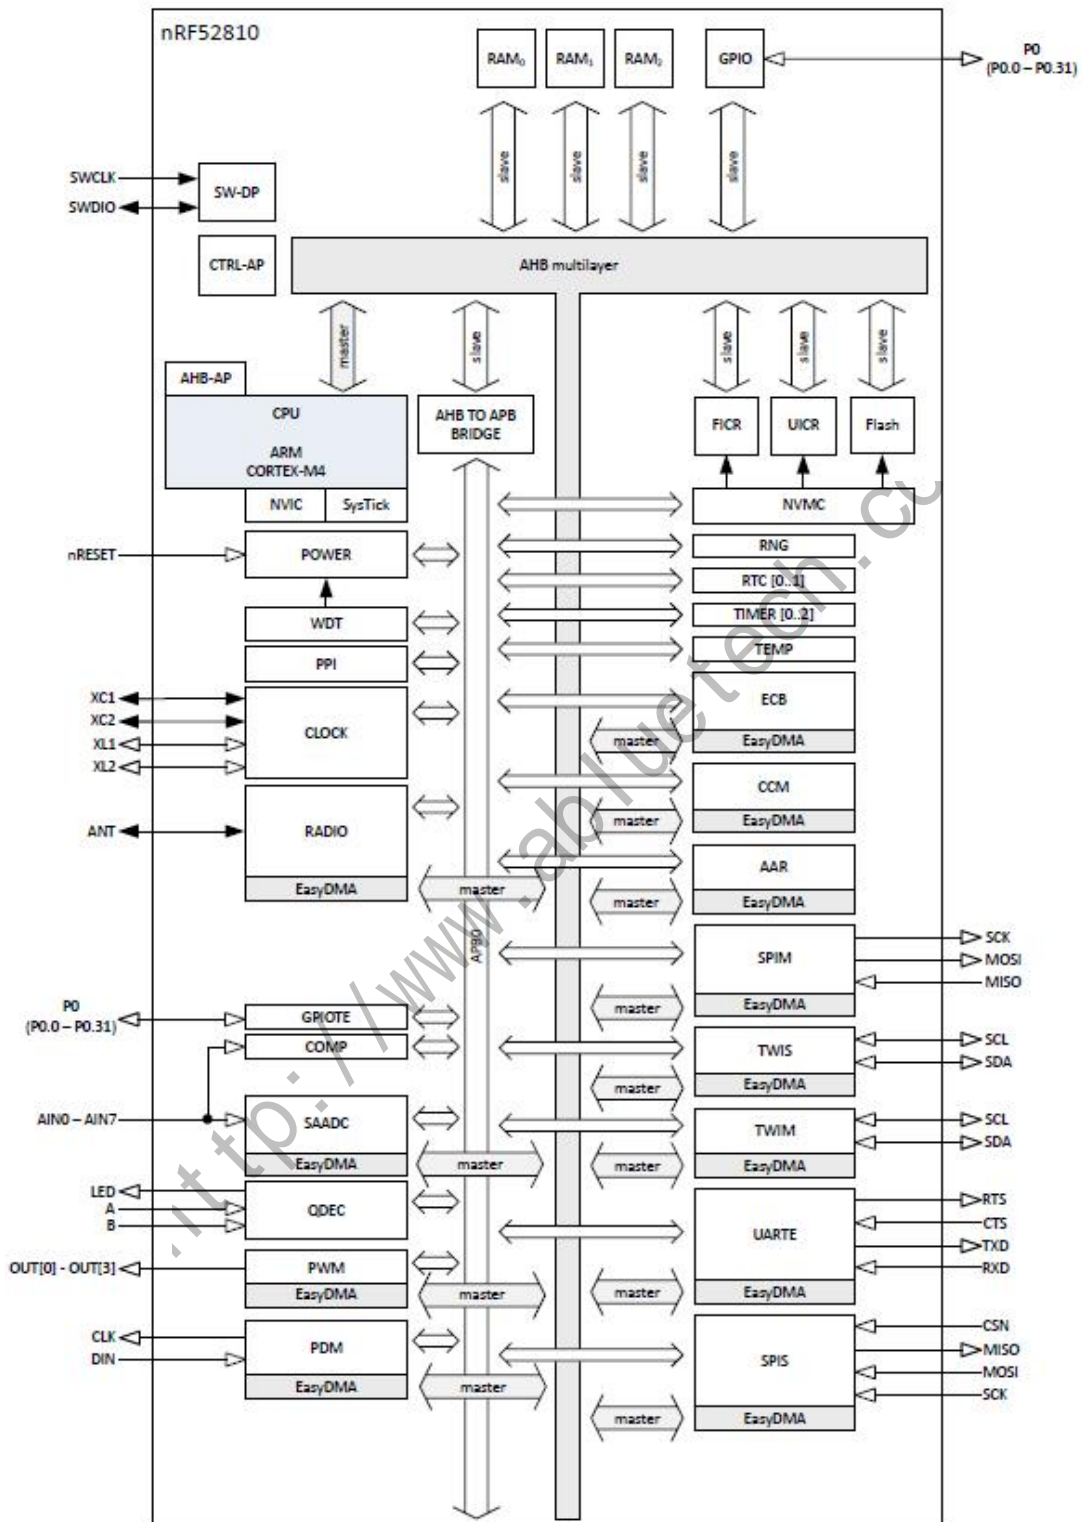 nRF52810
RAM₀
RAM₁
RAM₂
GPIO
P0
(P0.0 – P0.31)
slave
slave
slave
slave
SWCLK
SWDIO
SW-DP
CTRL-AP
AHB multilayer
master
slave
slave
slave
slave
AHB-AP
CPU
ARM
CORTEX-M4
NVIC
SysTick
AHB TO APB
BRIDGE
FICR
UICR
Flash
NVMC
nRESET
POWER
RNG
RTC [0..1]
WDT
TIMER [0..2]
PPI
TEMP
XC1
XC2
XL1
XL2
CLOCK
ECB
master
EasyDMA
CCM
master
EasyDMA
ANT
RADIO
EasyDMA
master
AAR
master
EasyDMA
APB0
SPIM
master
EasyDMA
SCK
MOSI
MISO
P0
(P0.0 – P0.31)
GPIOTE
COMP
TWIS
master
EasyDMA
SCL
SDA
AIN0 – AIN7
SAADC
EasyDMA
master
TWIM
master
EasyDMA
SCL
SDA
LED
A
B
QDEC
UARTE
master
EasyDMA
RTS
CTS
TXD
RXD
OUT[0] - OUT[3]
PWM
EasyDMA
master
CLK
DIN
PDM
EasyDMA
master
SPIS
master
EasyDMA
CSN
MISO
MOSI
SCK
http://www.abluetech.co